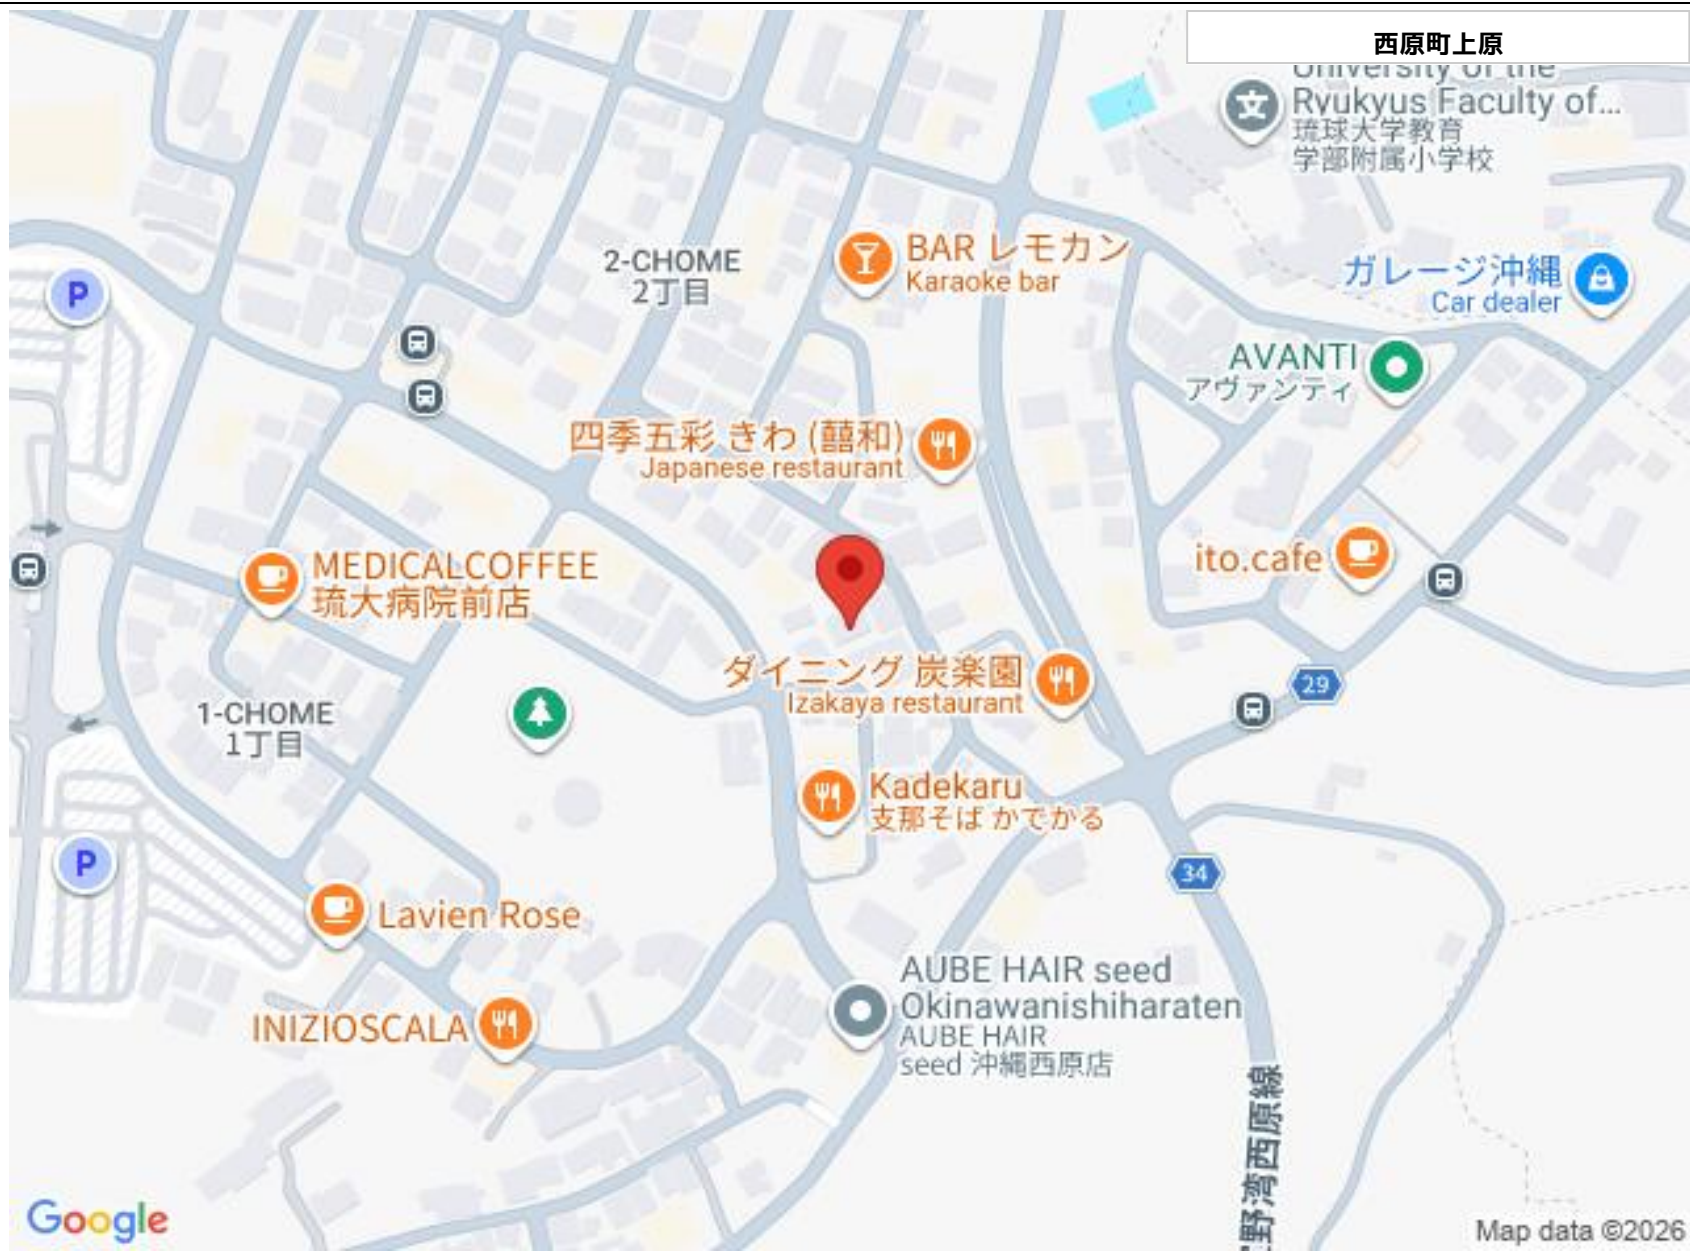 西原町上原
University of the
Ryukyus Faculty of...
琉球大学教育
学部附属小学校
BAR レモカン
Karaoke bar
2-CHOME
2丁目
ガレージ沖縄
Car dealer
P
AVANTI
アヴァンティ
四季五彩 きわ (囍和)
Japanese restaurant
ito.cafe
MEDICALCOFFEE
琉大病院前店
ダイニング 炭楽園
Izakaya restaurant
29
1-CHOME
1丁目
Kadekaru
支那そば かでかる
P
34
Lavien Rose
AUBE HAIR seed
Okinawanishiharaten
AUBE HAIR
seed 沖縄西原店
INIZIOSCALA
野湾西原線
Google
Map data ©2026